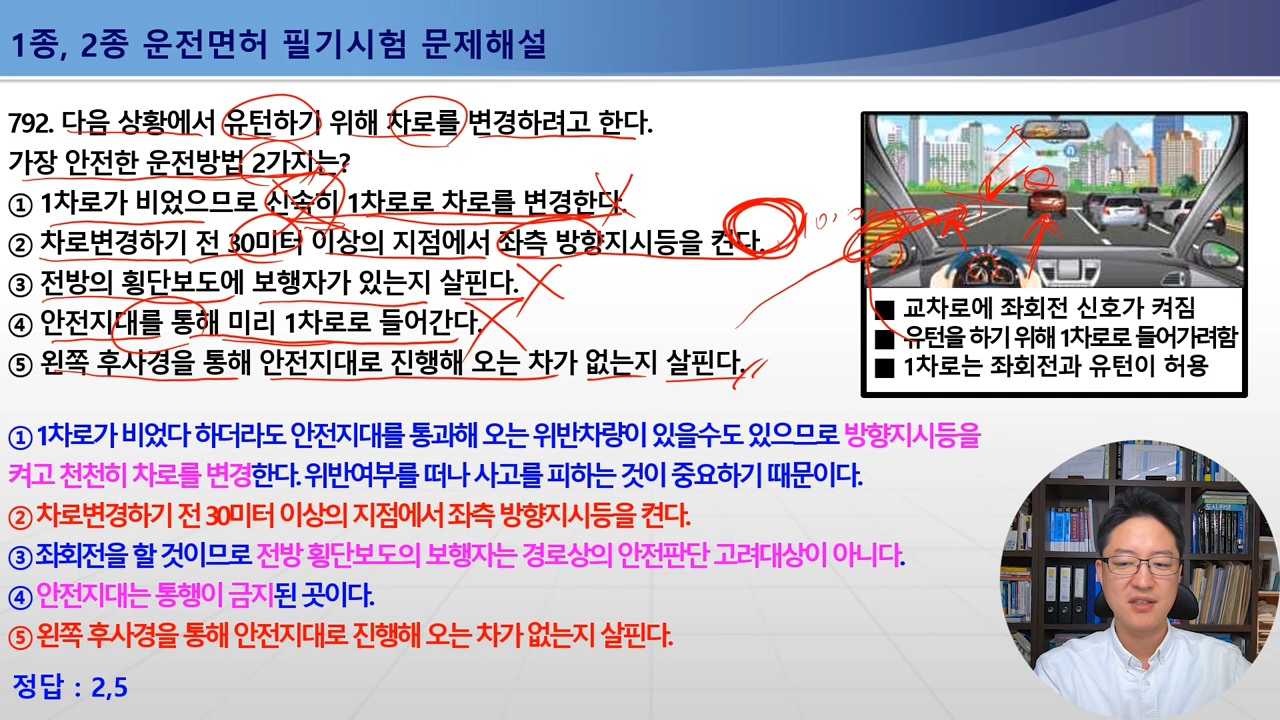 1종, 2종 운전면허 필기시험 문제해설
792. 다음 상황에서 유턴하기 위해 차로를 변경하려고 한다.
가장 안전한 운전방법 2가지는?
① 1차로가 비었으므로 신속히 1차로로 차로를 변경한다.
② 차로변경하기 전 30미터 이상의 지점에서 좌측 방향지시등을 켠다.
③ 전방의 횡단보도에 보행자가 있는지 살핀다.
④ 안전지대를 통해 미리 1차로로 들어간다.
⑤ 왼쪽 후사경을 통해 안전지대로 진행해 오는 차가 없는지 살핀다.
■ 교차로에 좌회전 신호가 켜짐
■ 유턴을 하기 위해 1차로로 들어가려함
■ 1차로는 좌회전과 유턴이 허용
① 1차로가 비었다 하더라도 안전지대를 통과해 오는 위반차량이 있을수도 있으므로 방향지시등을
켜고 천천히 차로를 변경한다. 위반여부를 떠나 사고를 피하는 것이 중요하기 때문이다.
② 차로변경하기 전 30미터 이상의 지점에서 좌측 방향지시등을 켠다.
③ 좌회전을 할 것이므로 전방 횡단보도의 보행자는 경로상의 안전판단 고려대상이 아니다.
④ 안전지대는 통행이 금지된 곳이다.
⑤ 왼쪽 후사경을 통해 안전지대로 진행해 오는 차가 없는지 살핀다.
정답 : 2,5